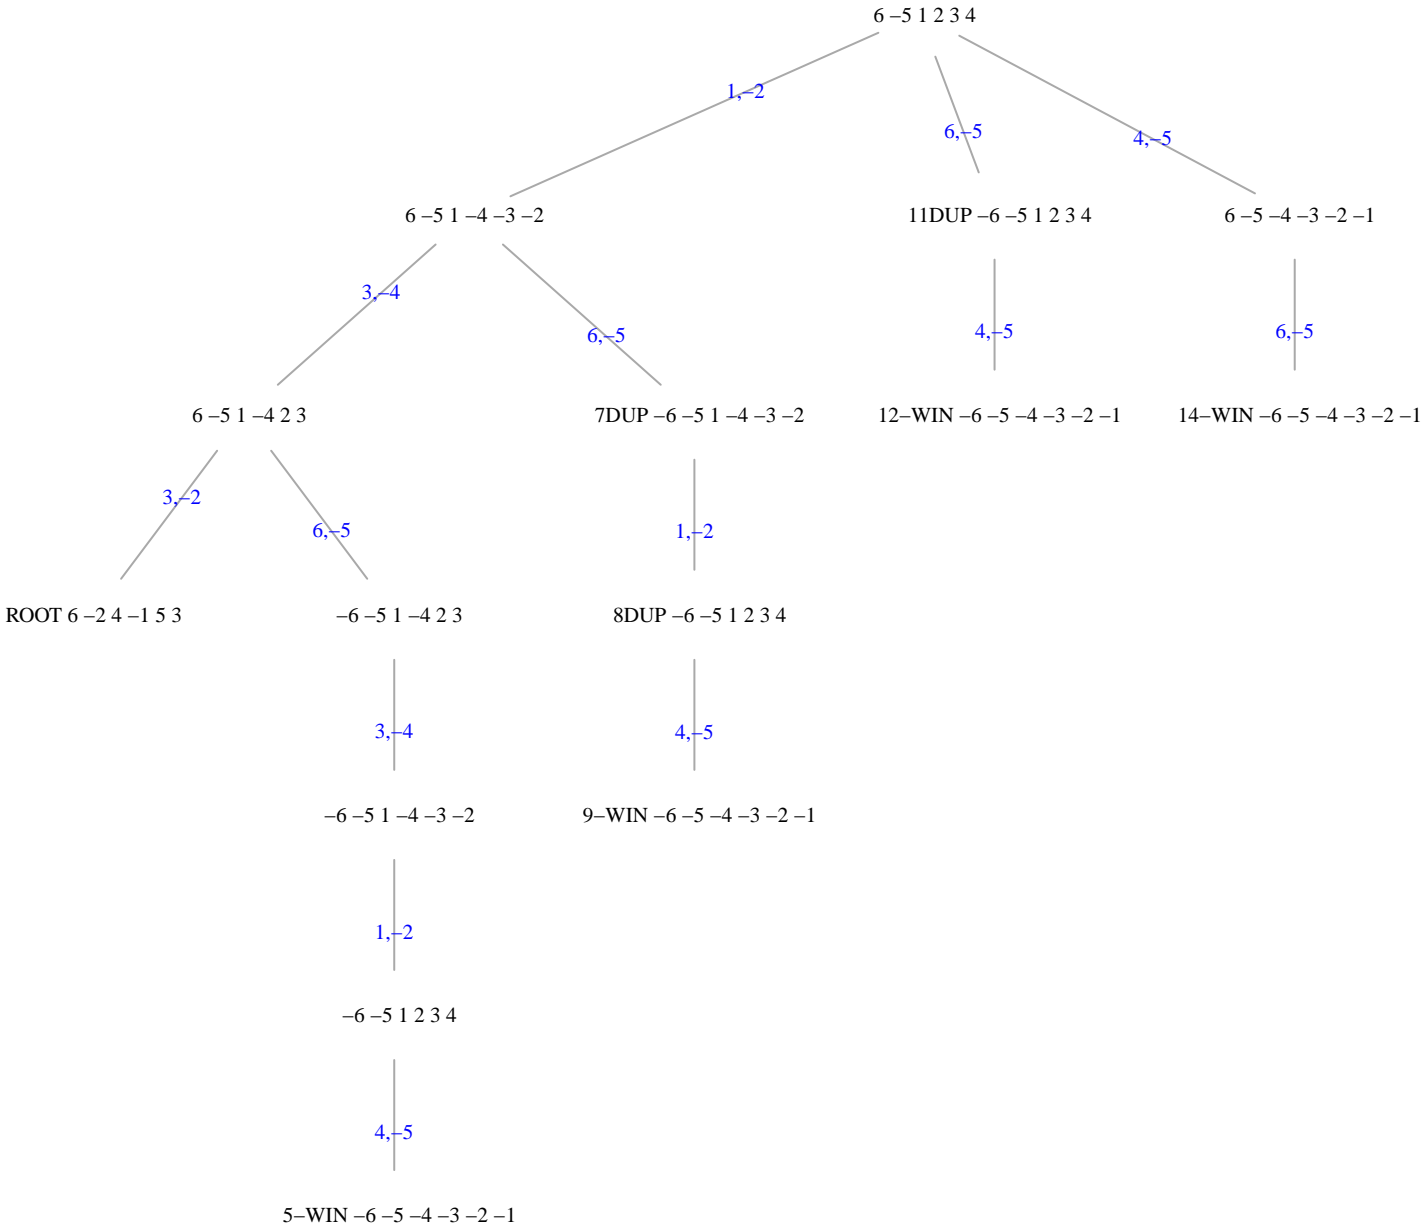 6 –5 1 2 3 4
1,–2
6,–5
4,–5
6 –5 1 –4 –3 –2
11DUP –6 –5 1 2 3 4
6 –5 –4 –3 –2 –1
3,–4
6,–5
4,–5
6,–5
6 –5 1 –4 2 3
7DUP –6 –5 1 –4 –3 –2
12–WIN –6 –5 –4 –3 –2 –1
14–WIN –6 –5 –4 –3 –2 –1
3,–2
6,–5
1,–2
ROOT 6 –2 4 –1 5 3
–6 –5 1 –4 2 3
8DUP –6 –5 1 2 3 4
3,–4
4,–5
–6 –5 1 –4 –3 –2
9–WIN –6 –5 –4 –3 –2 –1
1,–2
–6 –5 1 2 3 4
4,–5
5–WIN –6 –5 –4 –3 –2 –1